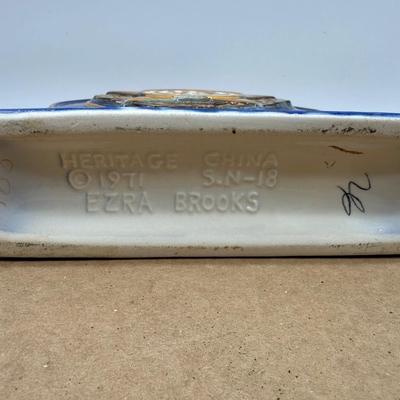 HERITAGE CHINA
© 1971 S.N-18
EZRA BROOKS